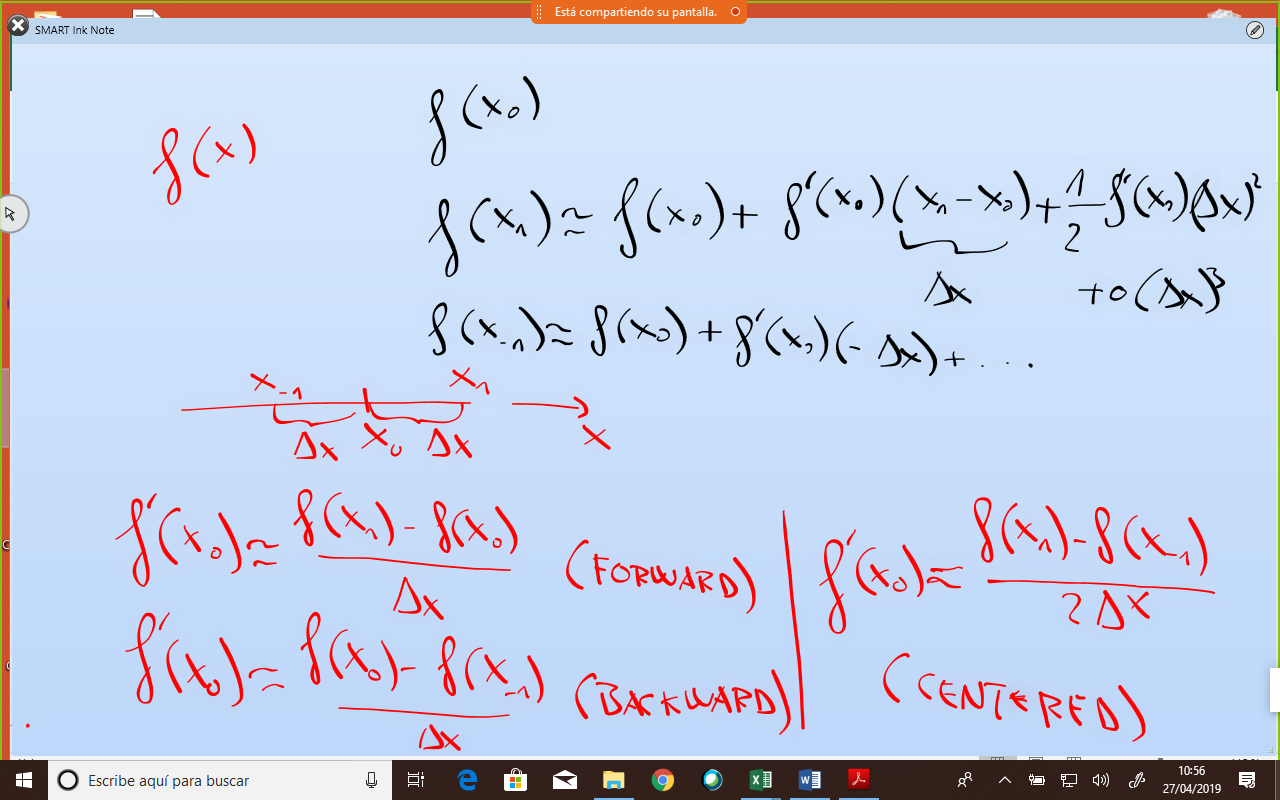 Está compartiendo su pantalla.
SMART Ink Note
f(x)
f(x₀)
f(x₁) ≃ f(x₀) + f'(x₀)(x₁ - x₀) + 1/2 f''(x₀)(Δx)²
Δx
+ o(Δx)³
f(x₋₁) ≃ f(x₀) + f'(x₀)(- Δx) + ...
x₋₁ x₁
Δx x₀ Δx x
f'(x₀) ≃ f(x₁) - f(x₀) / Δx (FORWARD)
f'(x₀) ≃ f(x₀) - f(x₋₁) / Δx (BACKWARD)
f'(x₀) ≃ f(x₁) - f(x₋₁) / 2Δx
(CENTERED)
Escribe aquí para buscar
10:56
27/04/2019